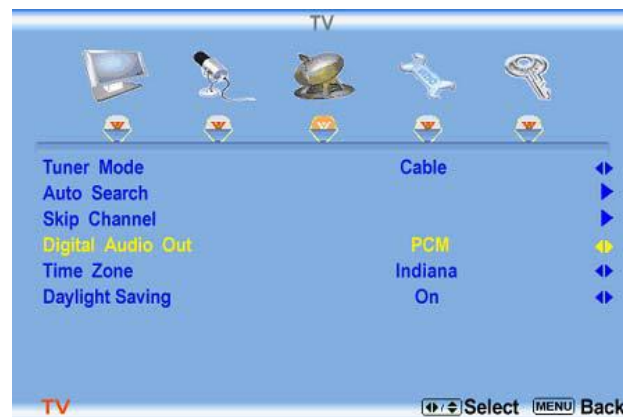 TV
Tuner Mode Cable
Auto Search
Skip Channel
Digital Audio Out PCM
Time Zone Indiana
Daylight Saving On
TV Select MENU Back